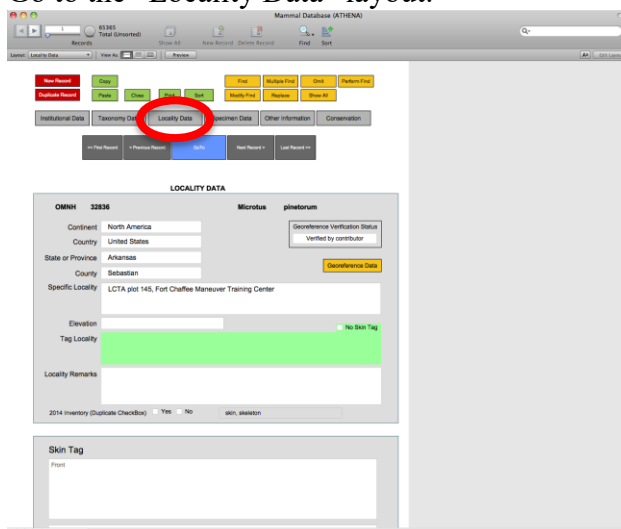 Go to the "Locality Data" layout.
Mammal Database (ATHENA)
1
65365
Total (Unsorted)
Records
Show All
New Record
Delete Record
Find
Sort
Layout: Locality Data
View As:
Preview
New Record
Copy
Find
Multiple Find
Omit
Perform Find
Duplicate Record
Paste
Close
Sort
Modify Find
Replace
Show All
Institutional Data
Taxonomy Data
Locality Data
Specimen Data
Other Information
Conservation
<< First Record
< Previous Record
Next Record >
Last Record >>
LOCALITY DATA
OMNH 32836 Microtus pinetorum
Continent North America
Georeference Verification Status
Country United States
Verified by contributor
State or Province Arkansas
Georeference Data
County Sebastian
Specific Locality LCTA plot 145, Fort Chaffee Maneuver Training Center
Elevation
No Skin Tag
Tag Locality
Locality Remarks
2014 Inventory (Duplicate CheckBox) Yes No skin, skeleton
Skin Tag
Front